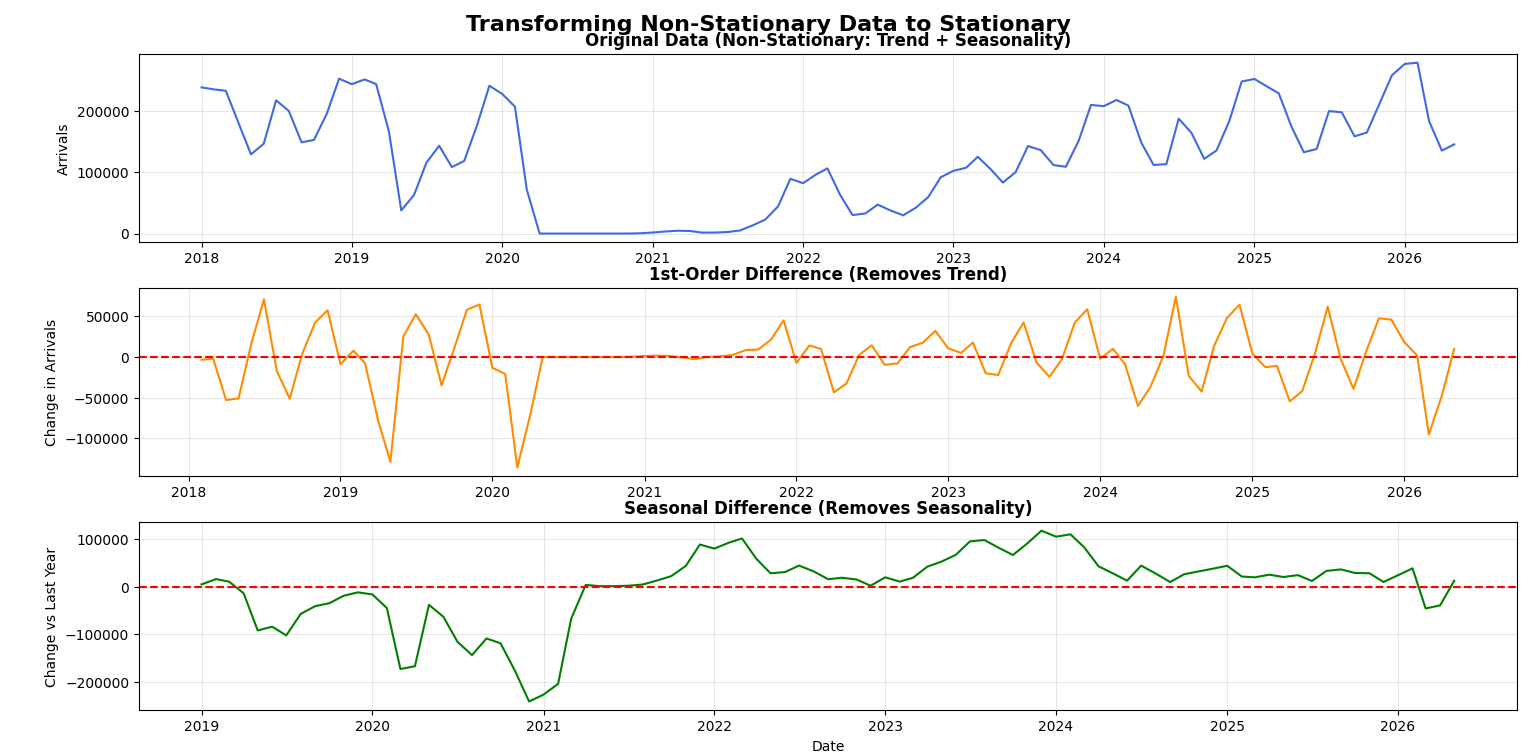 Transforming Non-Stationary Data to Stationary
Original Data (Non-Stationary: Trend + Seasonality)
Arrivals
200000
100000
0
2018 2019 2020 2021 2022 2023 2024 2025 2026
1st-Order Difference (Removes Trend)
Change in Arrivals
50000
0
−50000
−100000
2018 2019 2020 2021 2022 2023 2024 2025 2026
Seasonal Difference (Removes Seasonality)
Change vs Last Year
100000
0
−100000
−200000
2019 2020 2021 2022 2023 2024 2025 2026
Date